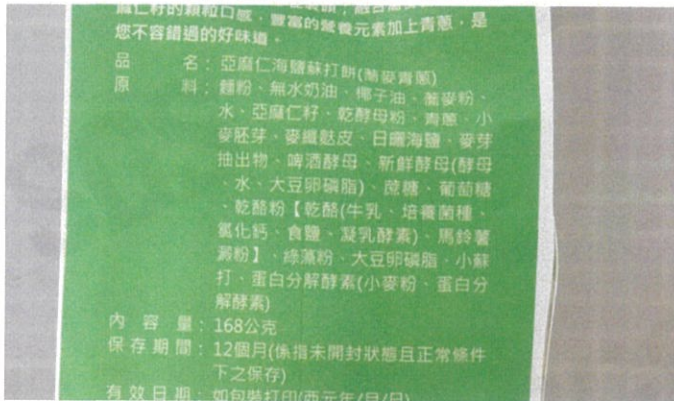 麻仁籽的顆粒口感，豐富的營養元素加上青蔥，是
您不容錯過的好味道。
品　　名：亞麻仁海鹽蘇打餅(蕎麥青蔥)
原　　料：麵粉、無水奶油、椰子油、蕎麥粉、
水、亞麻仁籽、乾酵母粉、青蔥、小
麥胚芽、麥纖麩皮、日曬海鹽、麥芽
抽出物、啤酒酵母、新鮮酵母(酵母
、水、大豆卵磷脂)、蔗糖、葡萄糖
、乾酪粉【乾酪(牛乳、培養菌種、
氯化鈣、食鹽、凝乳酵素)、馬鈴薯
澱粉】、綠藻粉、大豆卵磷脂、小蘇
打、蛋白分解酵素(小麥粉、蛋白分
解酵素)
內 容 量：168公克
保存期間：12個月(係指未開封狀態且正常條件
下之保存)
有效日期：如包裝打印(西元年/月/日)